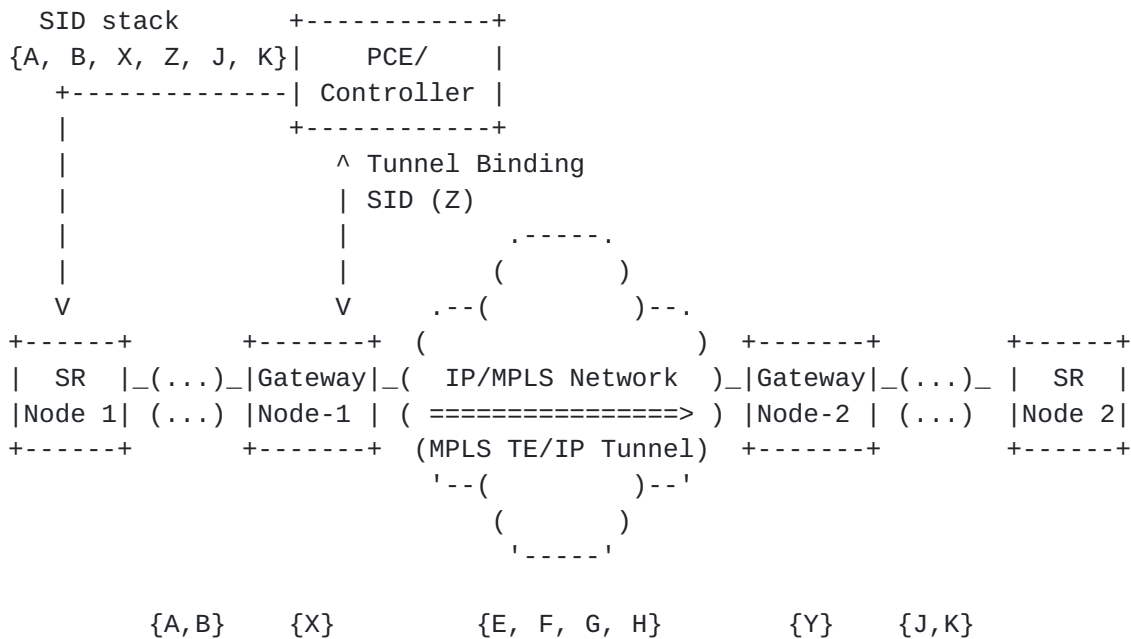 SID stack          +------------+
{A, B, X, Z, J, K}|    PCE/     |
   +--------------| Controller |
   |              +------------+
   |                 ^ Tunnel Binding
   |                 | SID (Z)
   |                 |          .-----.
   |                 |         (       )
   V                 V     .--(         )--.
+------+       +-------+  (                 )  +-------+        +------+
|  SR  |_(...)_|Gateway|_(  IP/MPLS Network  )_|Gateway|_(...)_ |  SR  |
|Node 1| (...) |Node-1 | ( ================> ) |Node-2 | (...)  |Node 2|
+------+       +-------+  (MPLS TE/IP Tunnel)  +-------+        +------+
                           '--(         )--'
                               (       )
                                '-----'

         {A,B}    {X}         {E, F, G, H}        {Y}    {J,K}